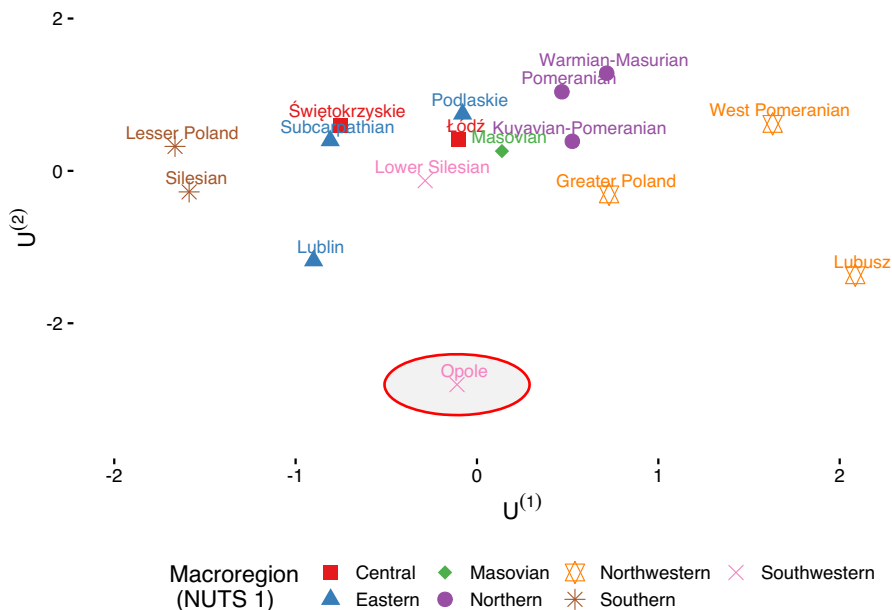 2
Warmian-Masurian
Pomeranian
Podlaskie
West Pomeranian
Świętokrzyskie
Lesser Poland
Subcarpathian
Łódź
Kuyavian-Pomeranian
Masovian
0
Lower Silesian
Silesian
Greater Poland
U(2)
Lublin
Lubusz
-2
Opole
-2 -1 0 1 2
U(1)
Macroregion
(NUTS 1)
Central Masovian Northwestern Southwestern
Eastern Northern Southern